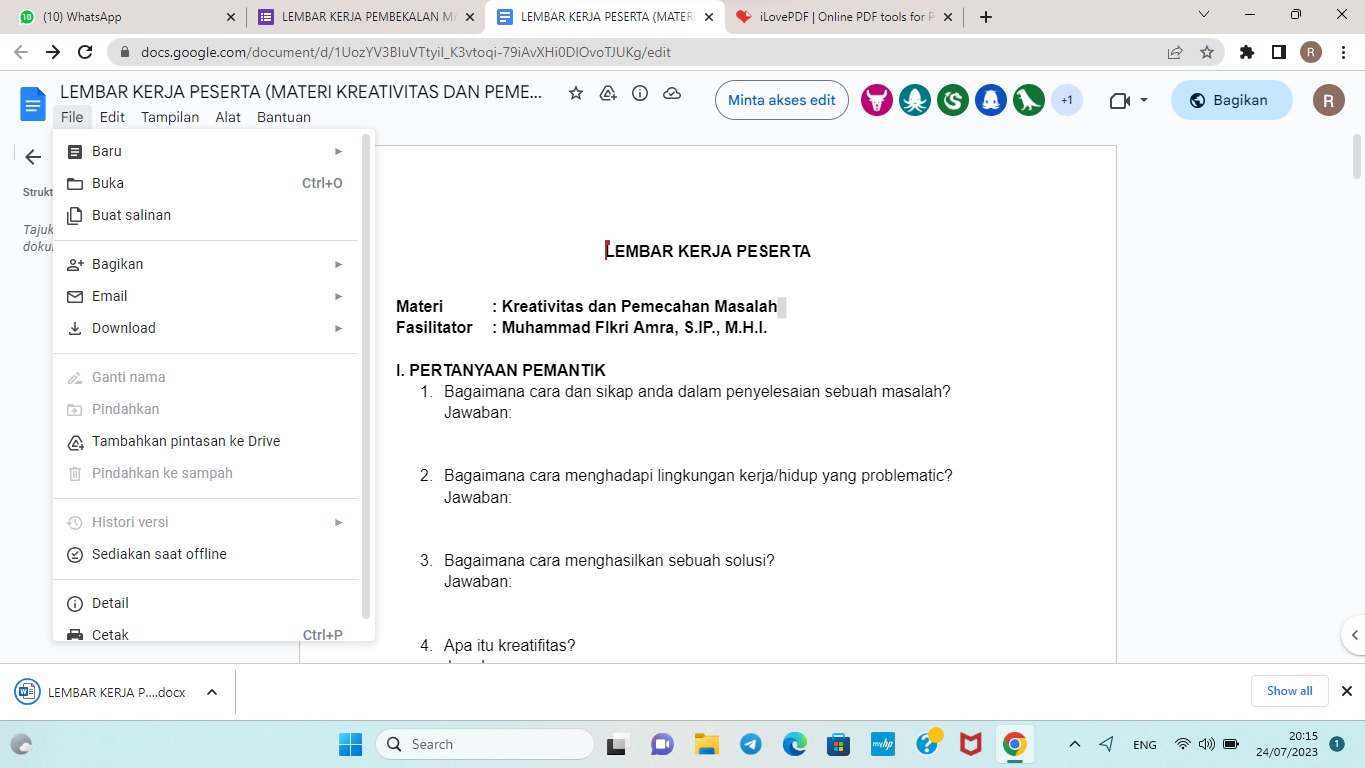 (10) WhatsApp
LEMBAR KERJA PEMBEKALAN MA
LEMBAR KERJA PESERTA (MATERI
iLovePDF | Online PDF tools for P
docs.google.com/document/d/1UozYV3BIuVTtyiI_K3vtoqi-79iAvXHi0DlOvoTJUKg/edit
R
LEMBAR KERJA PESERTA (MATERI KREATIVITAS DAN PEME...
File Edit Tampilan Alat Bantuan
Minta akses edit
+1
Bagikan
R
Strukt
Tajuk
doku
Baru
Buka Ctrl+O
Buat salinan
Bagikan
Email
Download
Ganti nama
Pindahkan
Tambahkan pintasan ke Drive
Pindahkan ke sampah
Histori versi
Sediakan saat offline
Detail
Cetak Ctrl+P
LEMBAR KERJA PESERTA
Materi : Kreativitas dan Pemecahan Masalah
Fasilitator : Muhammad FIkri Amra, S.IP., M.H.I.
I. PERTANYAAN PEMANTIK
1. Bagaimana cara dan sikap anda dalam penyelesaian sebuah masalah?
Jawaban:
2. Bagaimana cara menghadapi lingkungan kerja/hidup yang problematic?
Jawaban:
3. Bagaimana cara menghasilkan sebuah solusi?
Jawaban:
4. Apa itu kreatifitas?
LEMBAR KERJA P....docx
Show all
Search
myhp
ENG
20:15
24/07/2023
1